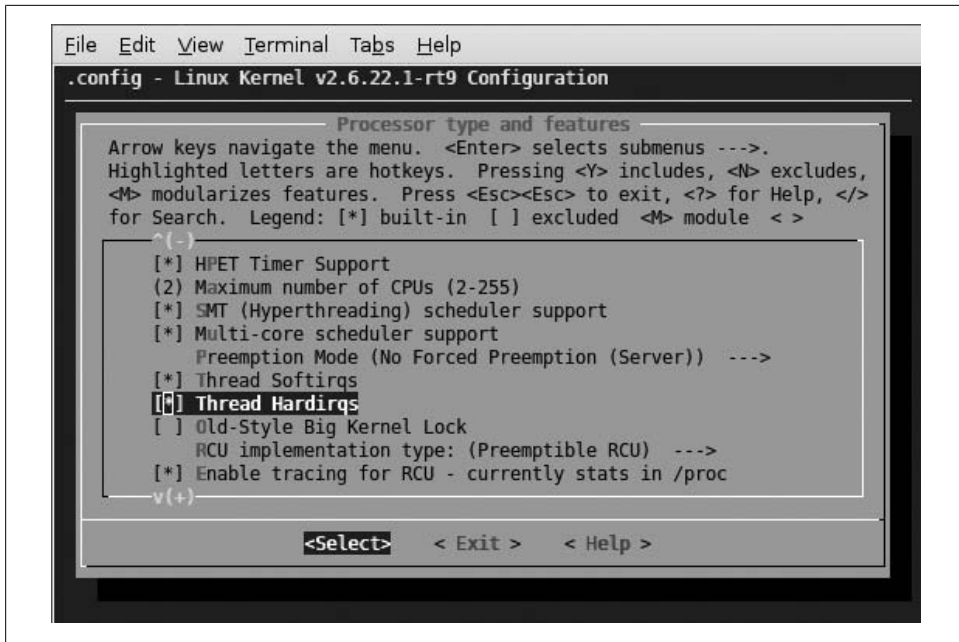 File Edit View Terminal Tabs Help
.config - Linux Kernel v2.6.22.1-rt9 Configuration
Processor type and features
Arrow keys navigate the menu. <Enter> selects submenus --->.
Highlighted letters are hotkeys. Pressing <Y> includes, <N> excludes,
<M> modularizes features. Press <Esc><Esc> to exit, <?> for Help, </>
for Search. Legend: [*] built-in [ ] excluded <M> module < >
^(-)
[*] HPET Timer Support
(2) Maximum number of CPUs (2-255)
[*] SMT (Hyperthreading) scheduler support
[*] Multi-core scheduler support
Preemption Mode (No Forced Preemption (Server)) --->
[*] Thread Softirqs
[*] Thread Hardirqs
[ ] Old-Style Big Kernel Lock
RCU implementation type: (Preemptible RCU) --->
[*] Enable tracing for RCU - currently stats in /proc
v(+)
<Select> < Exit > < Help >